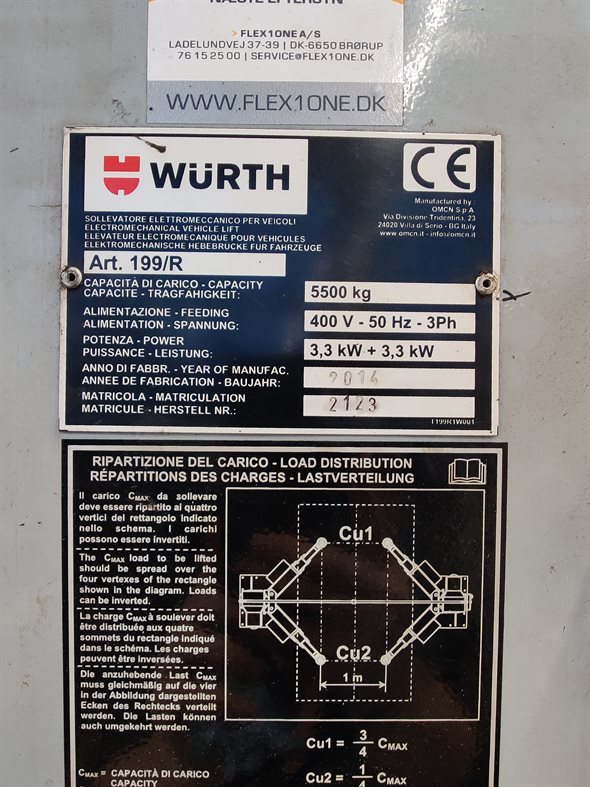 NÆSTE EFTERSYN
> FLEX1ONE A/S
LADELUNDVEJ 37-39 | DK-6650 BRØRUP
76 15 25 00 | SERVICE@FLEX1ONE.DK
WWW.FLEX1ONE.DK
WÜRTH
CE
Manufactured by :
OMCN S.p.A.
Via Divisione Tridentina, 23
24020 Villa di Serio - BG Italy
www.omcn.it - info@omcn.it
SOLLEVATORE ELETTROMECCANICO PER VEICOLI
ELECTROMECHANICAL VEHICLE LIFT
ELEVATEUR ELECTROMECANIQUE POUR VEHICULES
ELEKTROMECHANISCHE HEBEBRÜCKE FÜR FAHRZEUGE
Art. 199/R
CAPACITÀ DI CARICO - CAPACITY
CAPACITE - TRAGFAHIGKEIT:
5500 kg
ALIMENTAZIONE - FEEDING
ALIMENTATION - SPANNUNG:
400 V - 50 Hz - 3Ph
POTENZA - POWER
PUISSANCE - LEISTUNG:
3,3 kW + 3,3 kW
ANNO DI FABBR. - YEAR OF MANUFAC.
ANNEE DE FABRICATION - BAUJAHR:
2014
MATRICOLA - MATRICULATION
MATRICULE - HERSTELL NR.:
2123
T199R1W001
RIPARTIZIONE DEL CARICO - LOAD DISTRIBUTION
RÉPARTITIONS DES CHARGES - LASTVERTEILUNG
Il carico CMAX da sollevare
deve essere ripartito ai quattro
vertici del rettangolo indicato
nello schema. I carichi
possono essere invertiti.
The CMAX load to be lifted
should be spread over the
four vertexes of the rectangle
shown in the diagram. Loads
can be inverted.
La charge CMAX à soulever doit
être distribuée aux quatre
sommets du rectangle indiqué
dans le schéma. Les charges
peuvent être inversées.
Die anzuhebende Last CMAX
muss gleichmäßig auf die vier
in der Abbildung dargestellten
Ecken des Rechtecks verteilt
werden. Die Lasten können
auch umgekehrt werden.
Cu1
Cu2
1 m
Cu1 = 3/4 CMAX
CMAX = CAPACITÀ DI CARICO
CAPACITY
Cu2 = 1/4 CMAX